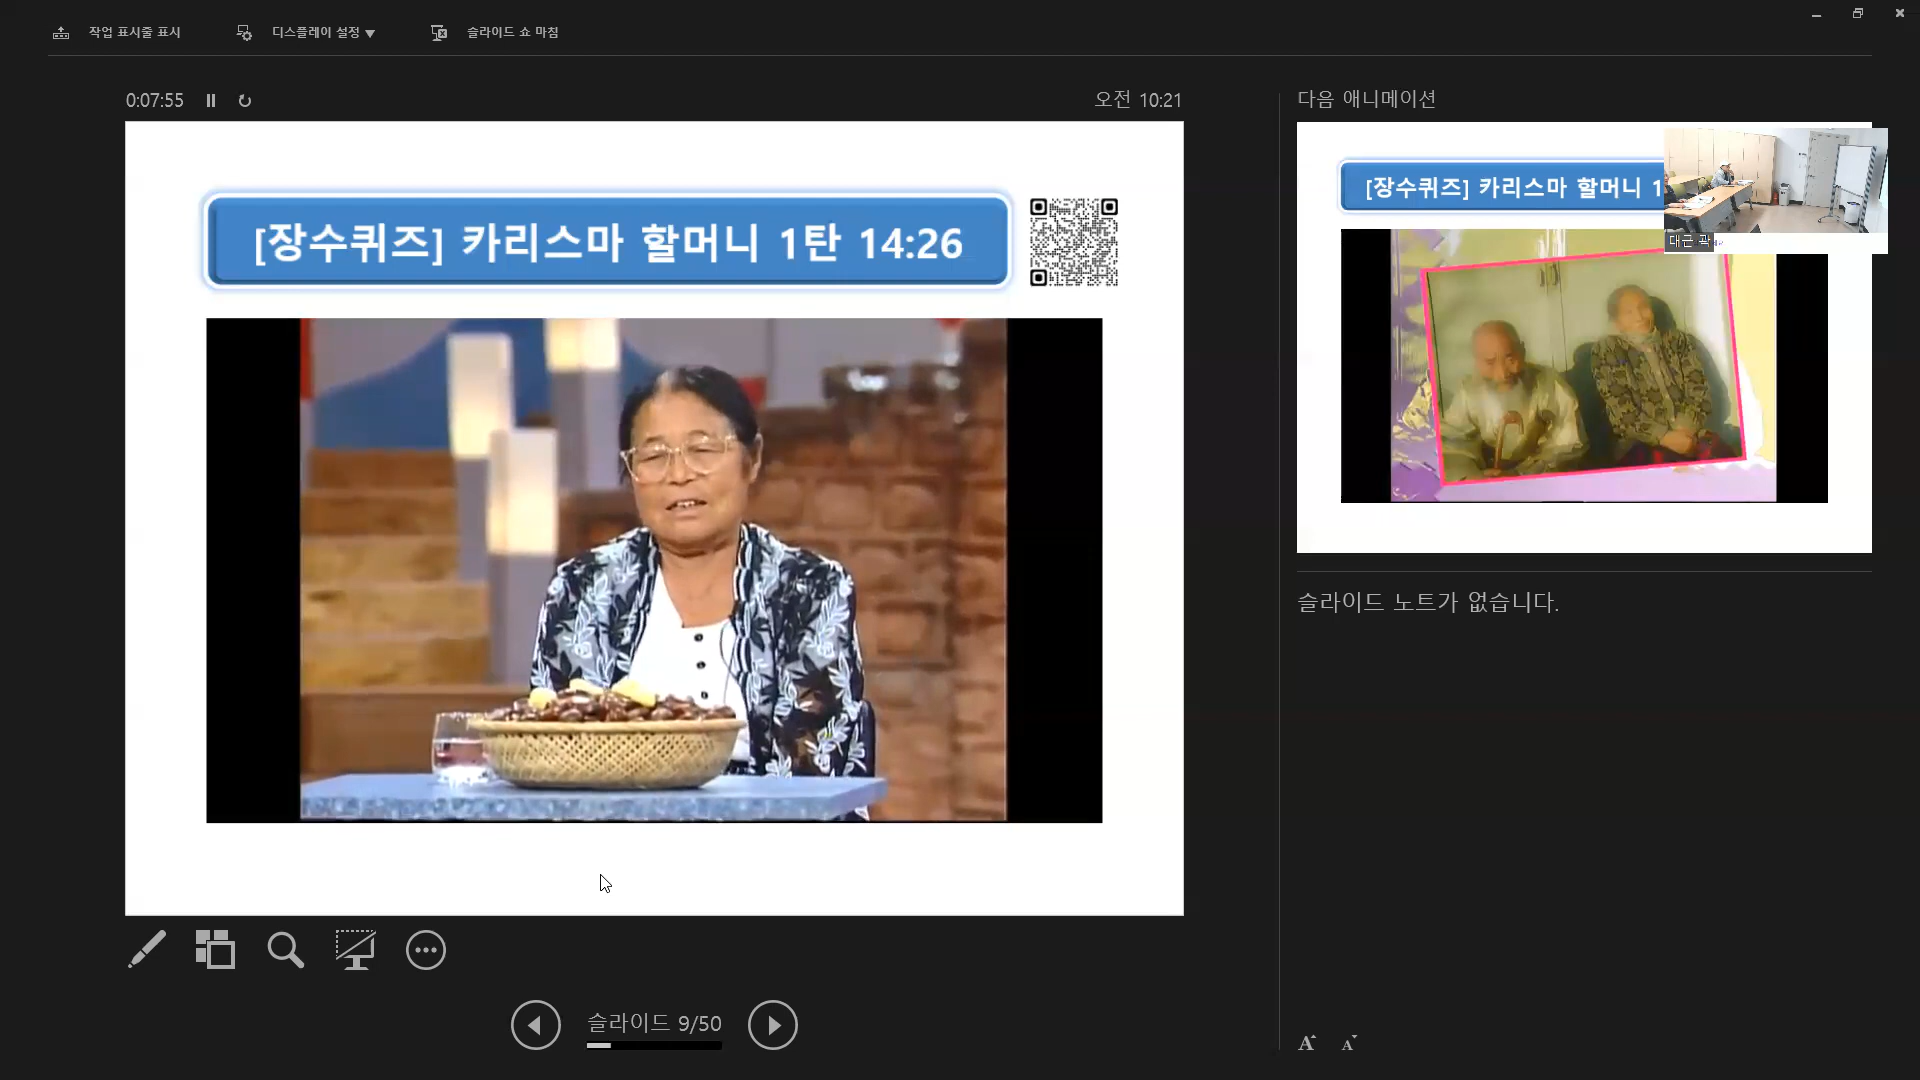 작업 표시줄 표시
디스플레이 설정
슬라이드 쇼 마침
0:07:55
오전 10:21
다음 애니메이션
[장수퀴즈] 카리스마 할머니 1탄 14:26
[장수퀴즈] 카리스마 할머니 1
대근 곽
슬라이드 노트가 없습니다.
슬라이드 9/50
A A